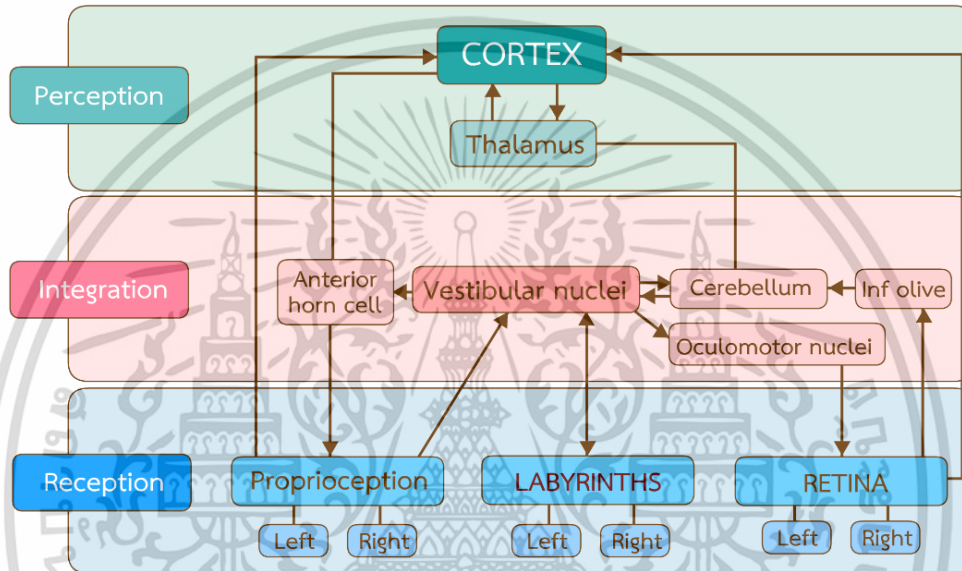 CORTEX
Perception
Thalamus
Integration
Anterior
horn cell
Vestibular nuclei
Cerebellum
Inf olive
Oculomotor nuclei
Reception
Proprioception
LABYRINTHS
RETINA
Left
Right
Left
Right
Left
Right